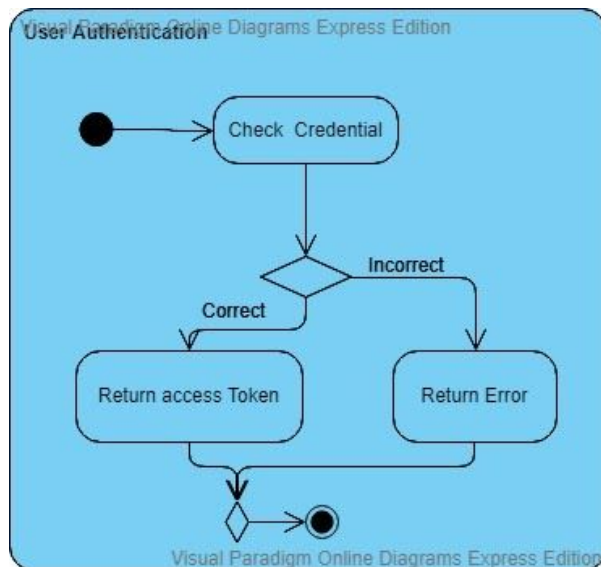 Visual Paradigm Online Diagrams Express Edition
User Authentication
Check Credential
Incorrect
Correct
Return access Token
Return Error
Visual Paradigm Online Diagrams Express Edition